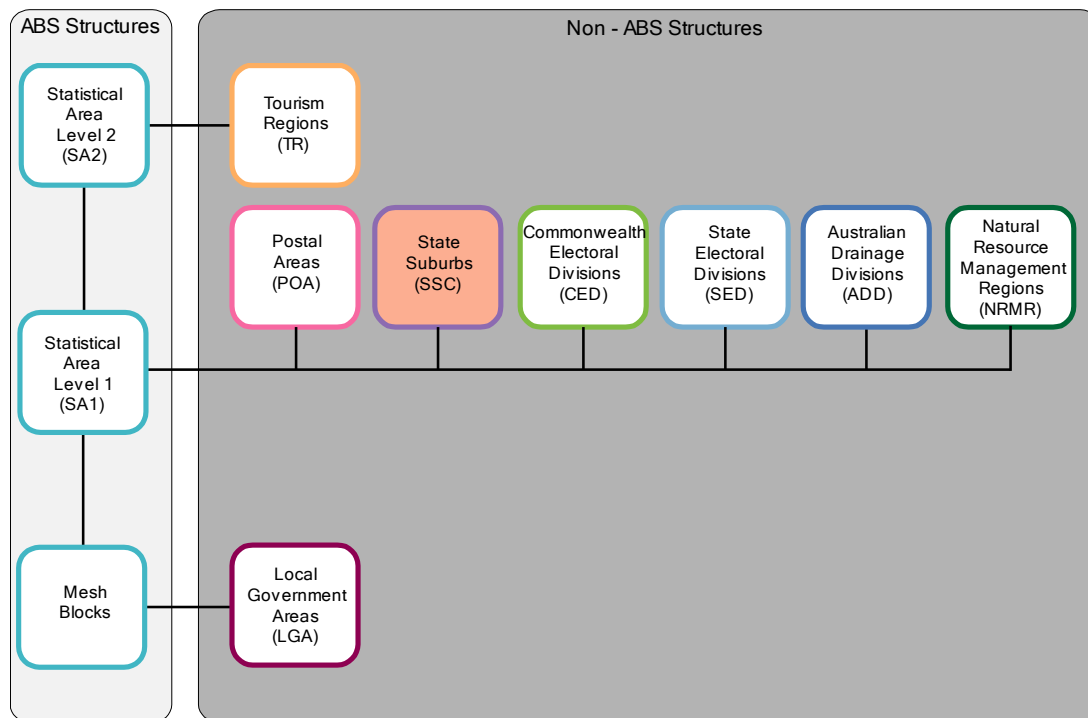 ABS Structures
Non - ABS Structures
Statistical
Area
Level 2
(SA2)
Tourism
Regions
(TR)
Postal
Areas
(POA)
State
Suburbs
(SSC)
Commonwealth
Electoral
Divisions
(CED)
State
Electoral
Divisions
(SED)
Australian
Drainage
Divisions
(ADD)
Natural
Resource
Management
Regions
(NRMR)
Statistical
Area
Level 1
(SA1)
Mesh
Blocks
Local
Government
Areas
(LGA)